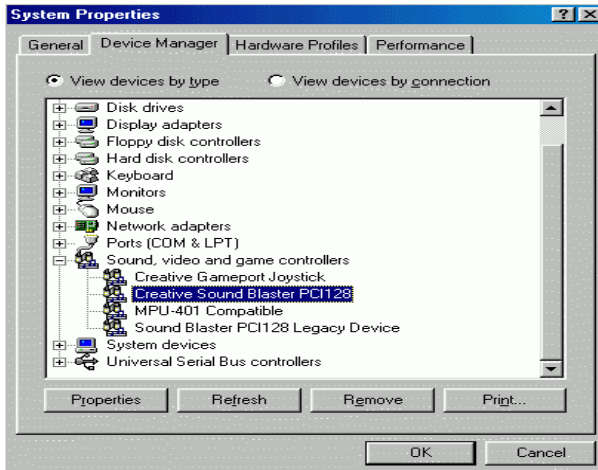 System Properties
General Device Manager Hardware Profiles Performance
View devices by type View devices by connection
Disk drives
Display adapters
Floppy disk controllers
Hard disk controllers
Keyboard
Monitors
Mouse
Network adapters
Ports (COM & LPT)
Sound, video and game controllers
Creative Gameport Joystick
Creative Sound Blaster PCI128
MPU-401 Compatible
Sound Blaster PCI128 Legacy Device
System devices
Universal Serial Bus controllers
Properties Refresh Remove Print...
OK Cancel